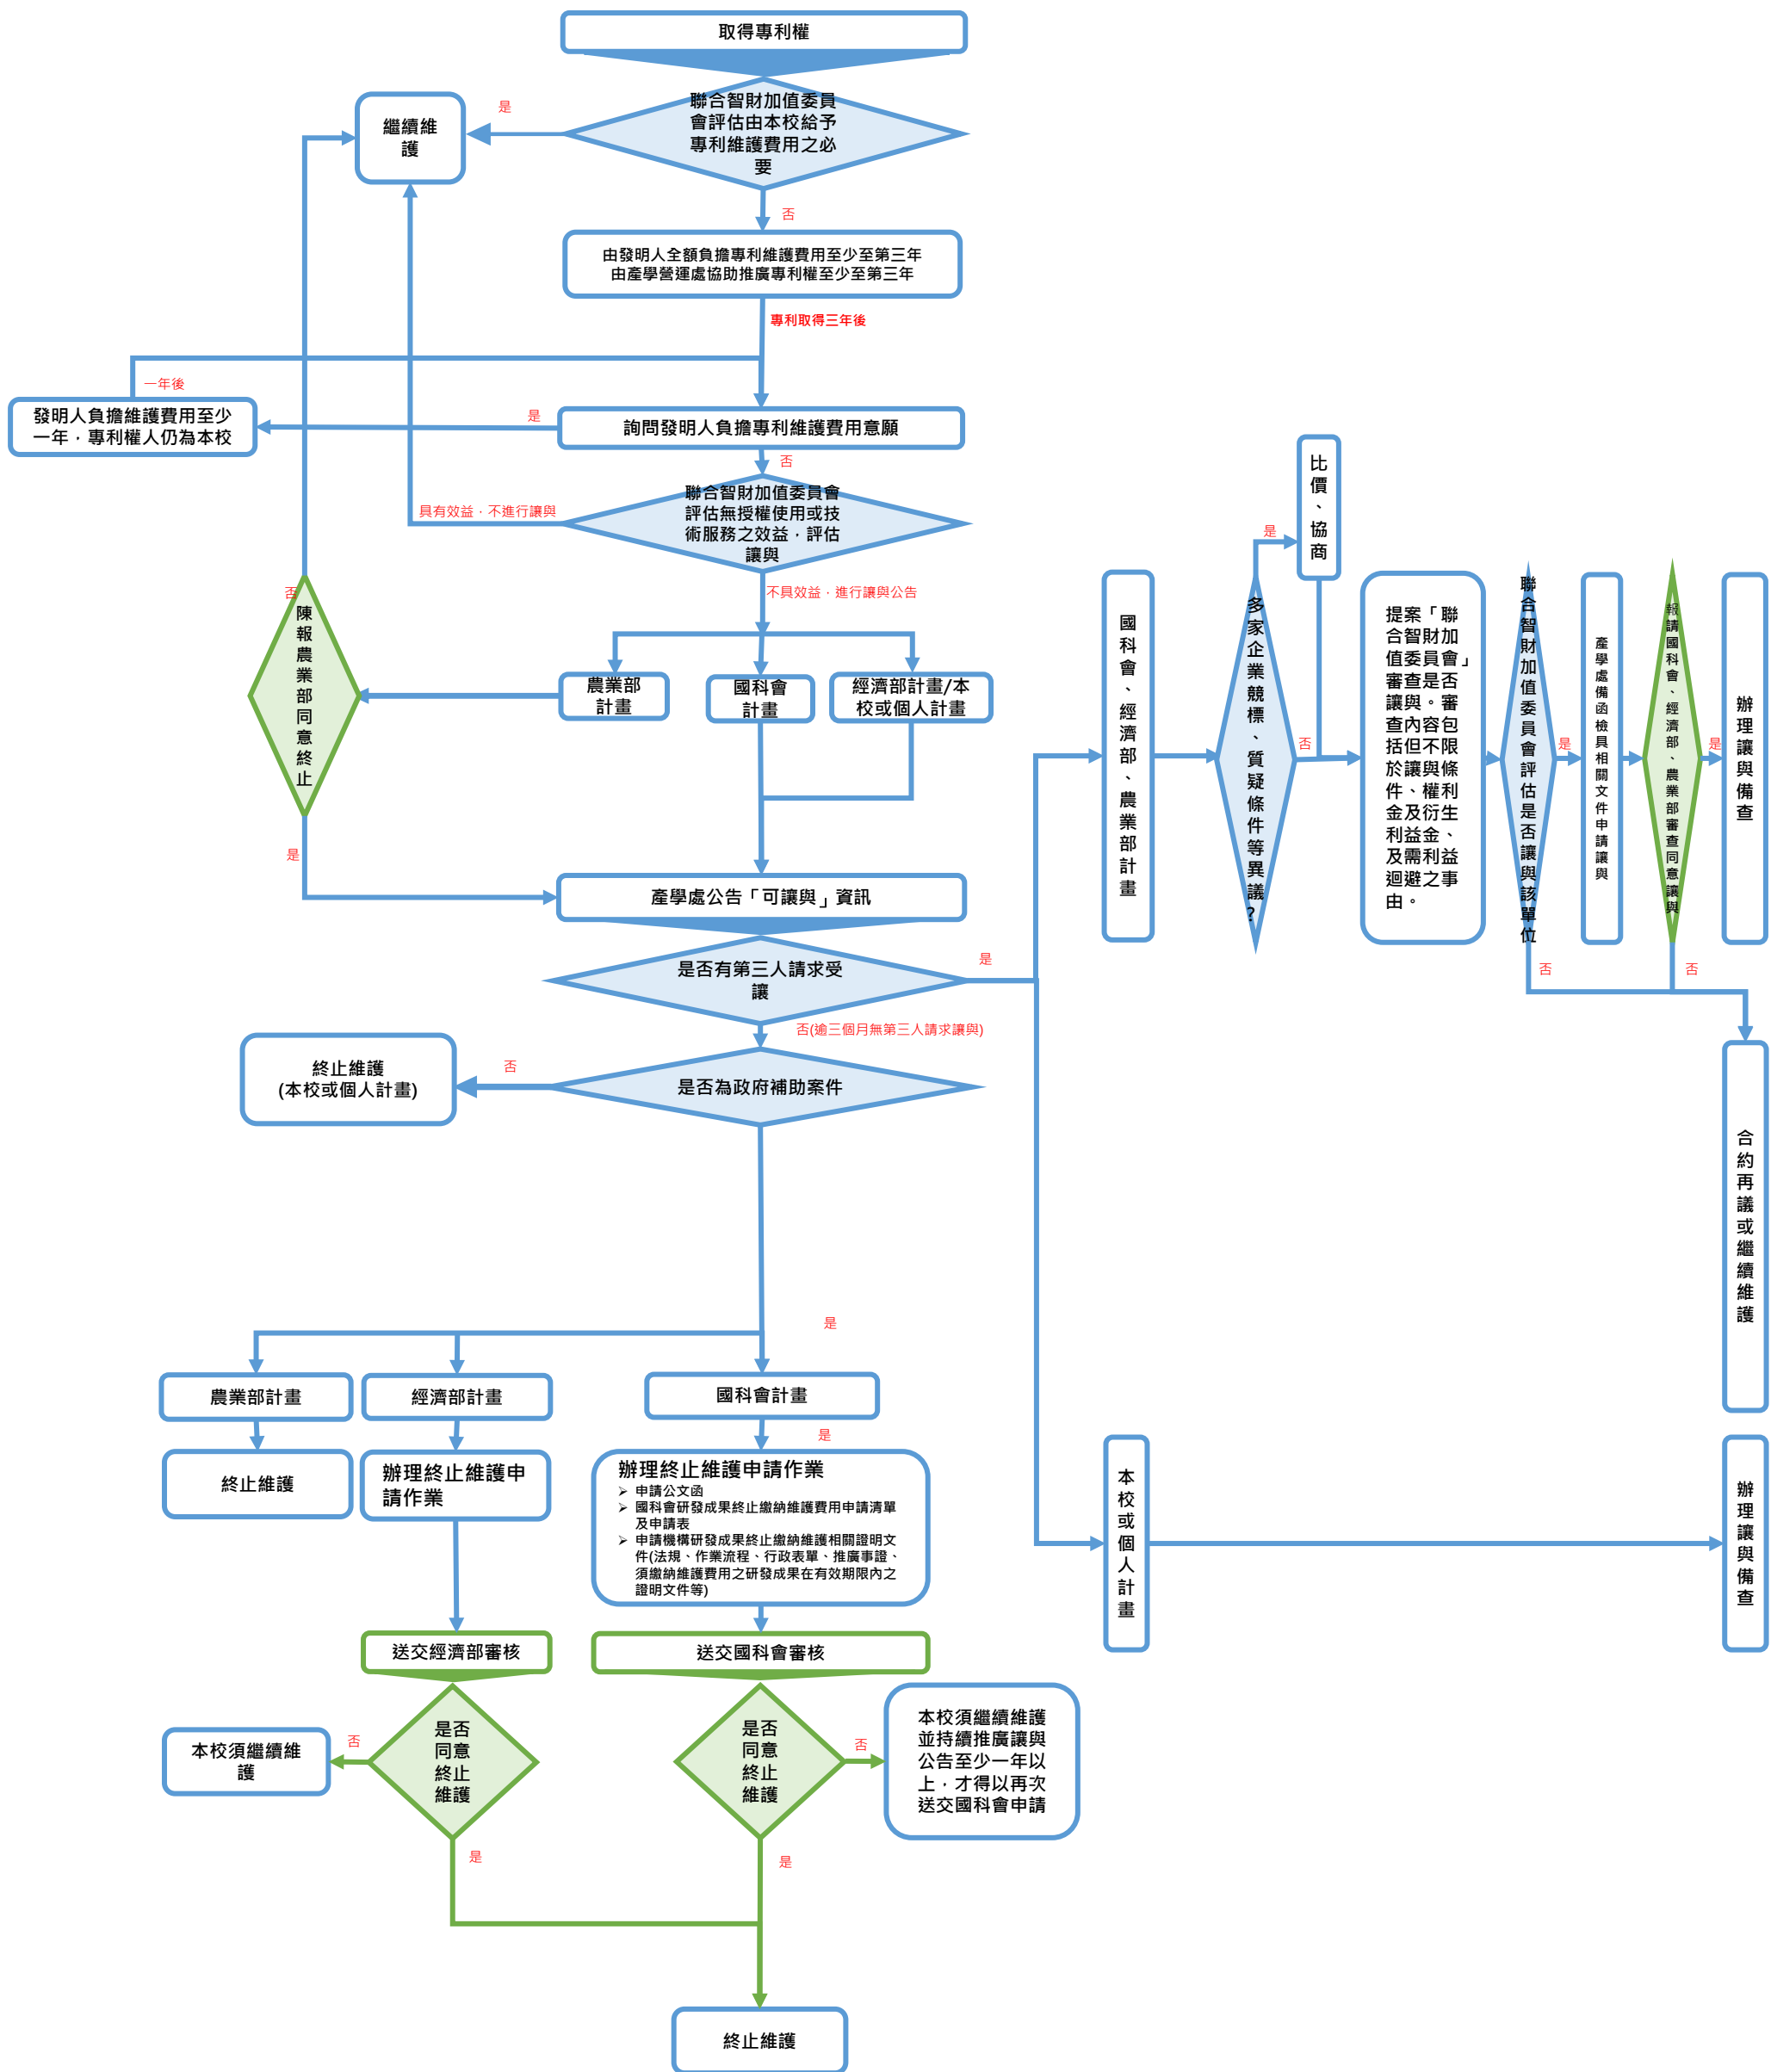 取得專利權
聯合智財加值委員
會評估由本校給予
專利維護費用之必
要
是
繼續維
護
否
由發明人全額負擔專利維護費用至少至第三年
由產學營運處協助推廣專利權至少至第三年
專利取得三年後
一年後
發明人負擔維護費用至少
一年，專利權人仍為本校
是
詢問發明人負擔專利維護費用意願
否
聯合智財加值委員會
評估無授權使用或技
術服務之效益，評估
讓與
具有效益，不進行讓與
不具效益，進行讓與公告
否
陳報農業部同意終止
是
農業部
計畫
國科會
計畫
經濟部計畫/本
校或個人計畫
產學處公告「可讓與」資訊
是否有第三人請求受
讓
是
否(逾三個月無第三人請求讓與)
是否為政府補助案件
否
終止維護
(本校或個人計畫)
是
國科會、經濟部、農業部計畫
多家企業競標、質疑條件等異議?
是
比價、協商
否
提案「聯
合智財加
值委員會」
審查是否
讓與。審
查內容包
括但不限
於讓與條
件、權利
金及衍生
利益金、
及需利益
迴避之事
由。
聯合智財加值委員會評估是否讓與該單位
是
否
產學處備函檢具相關文件申請讓與
報請國科會、經濟部、農業部審查同意讓與
是
否
辦理讓與備查
合約再議或繼續維護
本校或個人計畫
辦理讓與備查
農業部計畫
經濟部計畫
國科會計畫
是
終止維護
辦理終止維護申
請作業
辦理終止維護申請作業
➢ 申請公文函
➢ 國科會研發成果終止繳納維護費用申請清單
及申請表
➢ 申請機構研發成果終止繳納維護相關證明文
件(法規、作業流程、行政表單、推廣事證、
須繳納維護費用之研發成果在有效期限內之
證明文件等)
送交經濟部審核
送交國科會審核
是否
同意
終止
維護
否
本校須繼續維
護
是
是否
同意
終止
維護
否
本校須繼續維護
並持續推廣讓與
公告至少一年以
上，才得以再次
送交國科會申請
是
終止維護